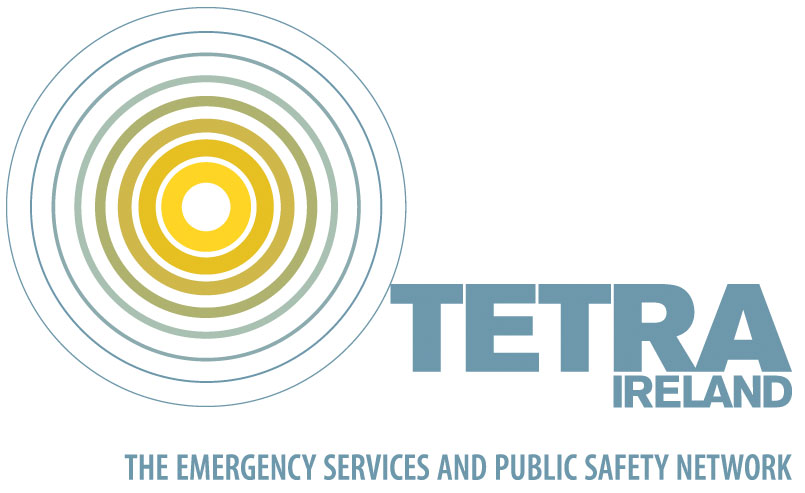 TETRA
IRELAND
THE EMERGENCY SERVICES AND PUBLIC SAFETY NETWORK